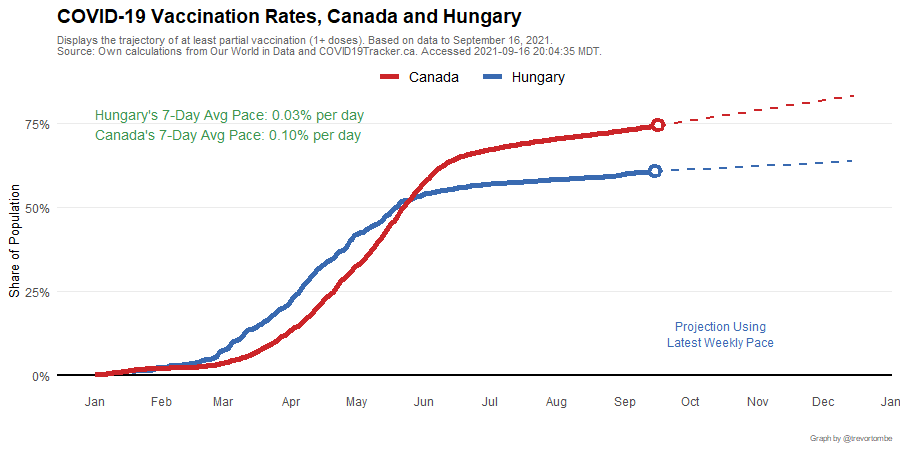 COVID-19 Vaccination Rates, Canada and Hungary
Displays the trajectory of at least partial vaccination (1+ doses). Based on data to September 16, 2021.
Source: Own calculations from Our World in Data and COVID19Tracker.ca. Accessed 2021-09-16 20:04:35 MDT.
Canada Hungary
Hungary's 7-Day Avg Pace: 0.03% per day
Canada's 7-Day Avg Pace: 0.10% per day
75%
50%
25%
0%
Share of Population
Projection Using
Latest Weekly Pace
Jan Feb Mar Apr May Jun Jul Aug Sep Oct Nov Dec Jan
Graph by @trevortombe